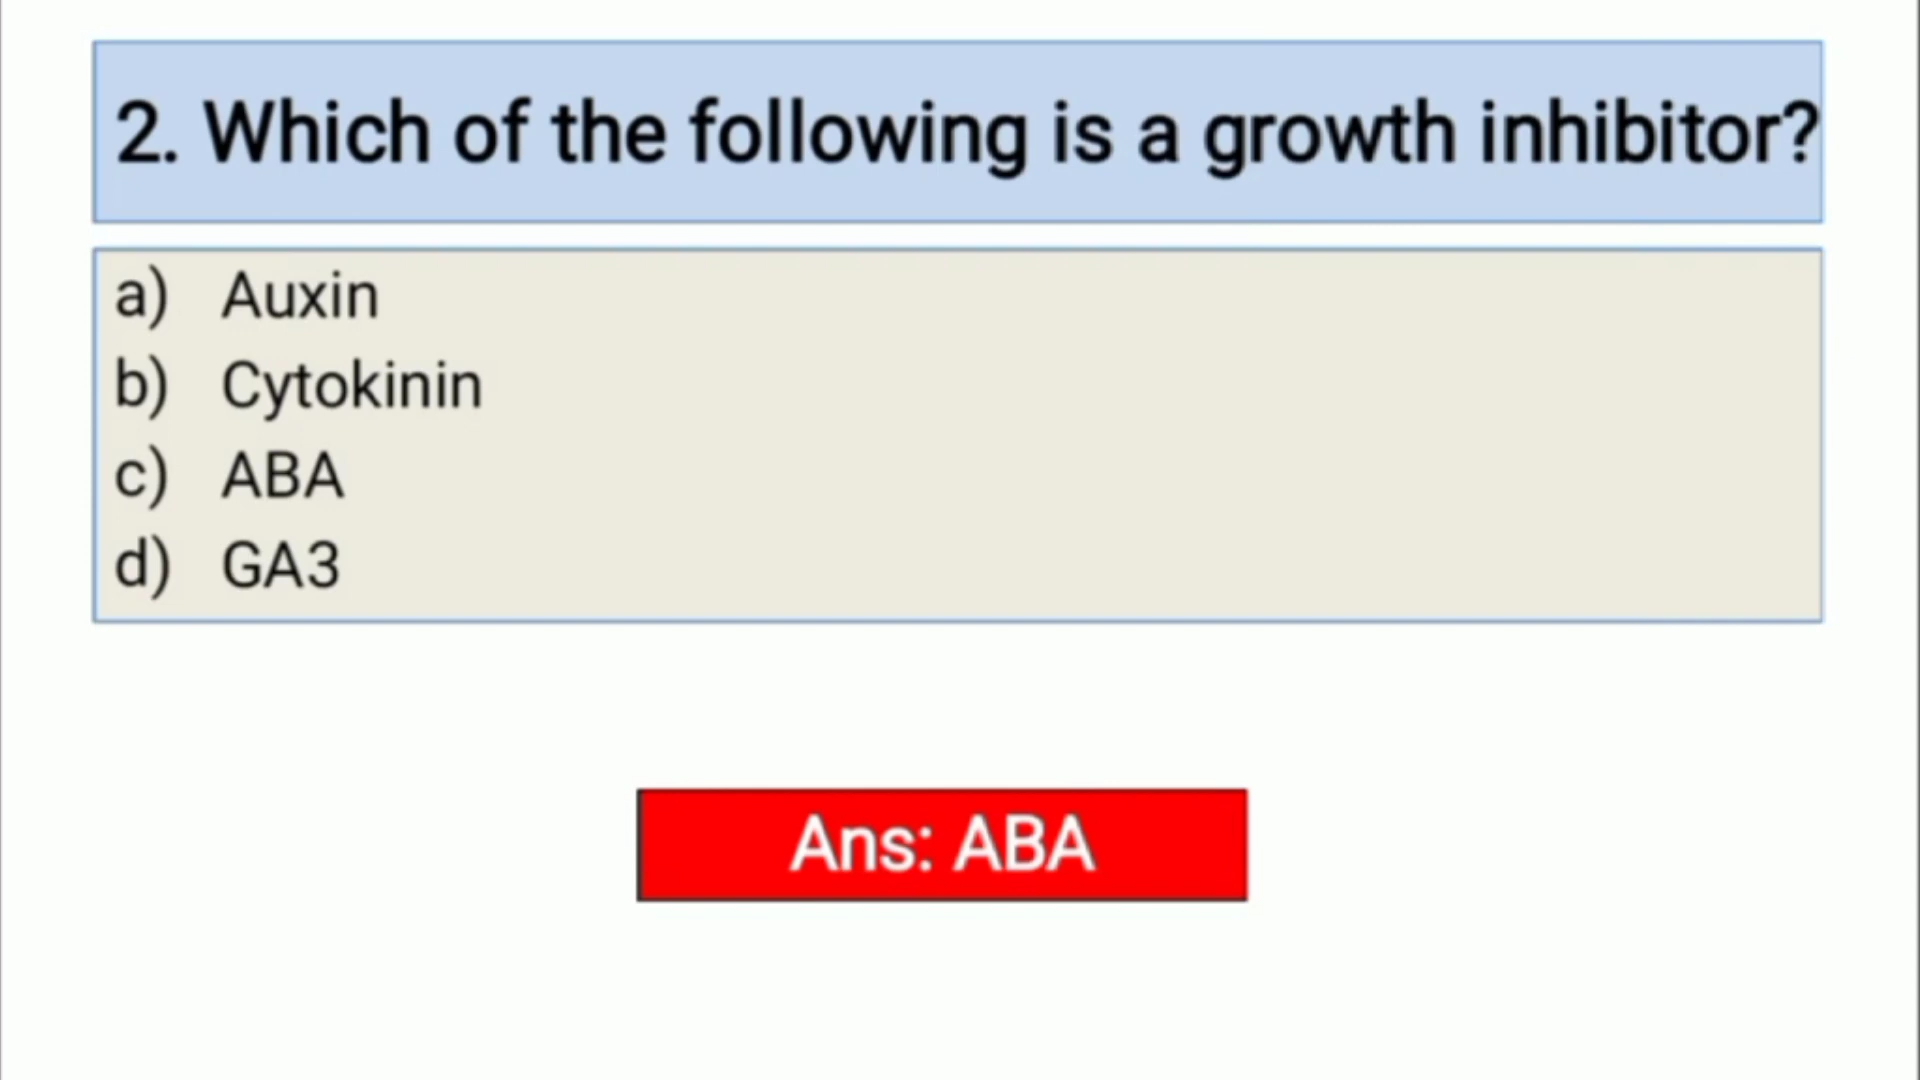 2. Which of the following is a growth inhibitor?
a) Auxin
b) Cytokinin
c) ABA
d) GA3
Ans: ABA